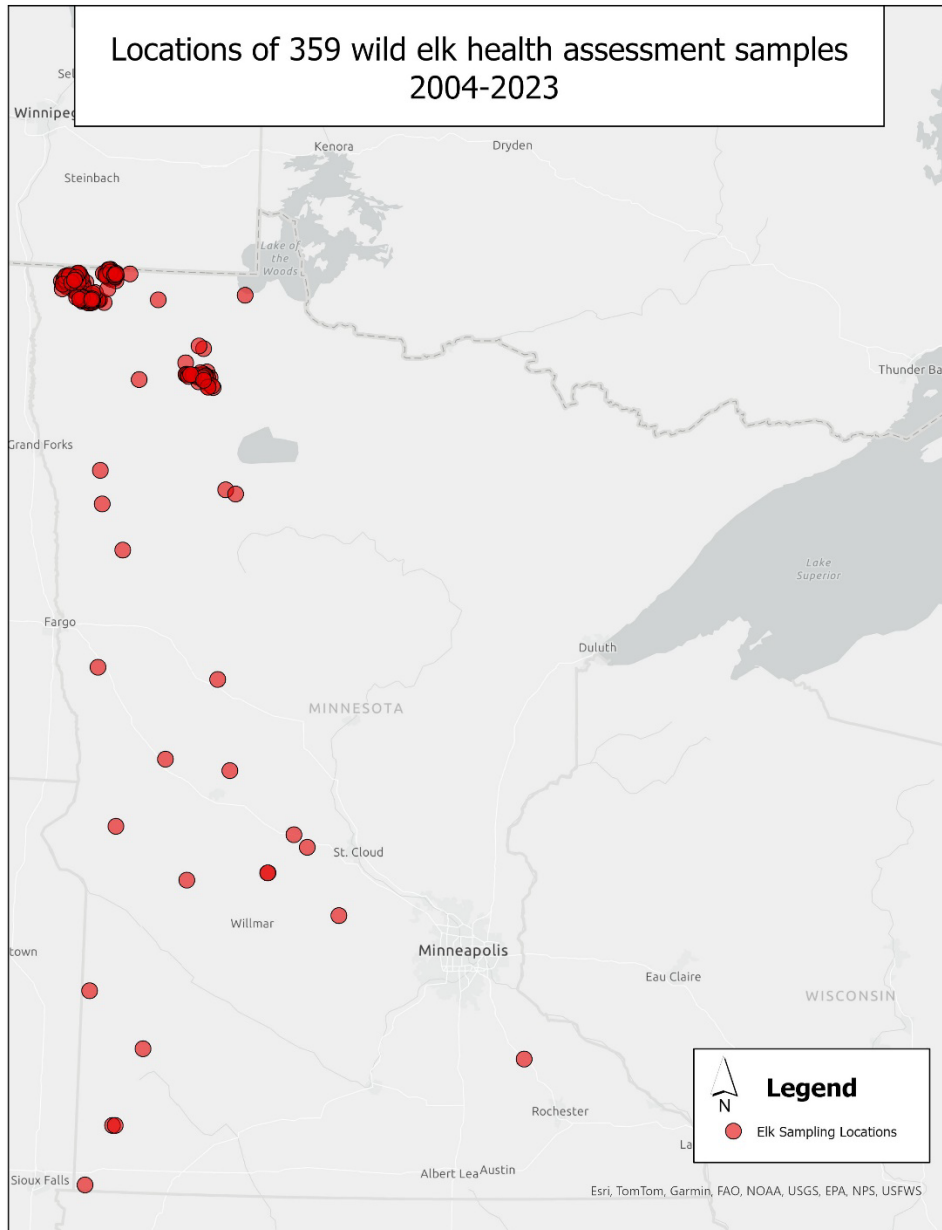 Locations of 359 wild elk health assessment samples
2004-2023
Winnipeg
Kenora
Dryden
Steinbach
Lake of
the
Woods
Thunder Ba
Grand Forks
Lake
Superior
Fargo
Duluth
MINNESOTA
St. Cloud
Willmar
Minneapolis
town
Eau Claire
WISCONSIN
Legend
N
Elk Sampling Locations
Rochester
La
Sioux Falls
Albert Lea
Austin
Esri, TomTom, Garmin, FAO, NOAA, USGS, EPA, NPS, USFWS